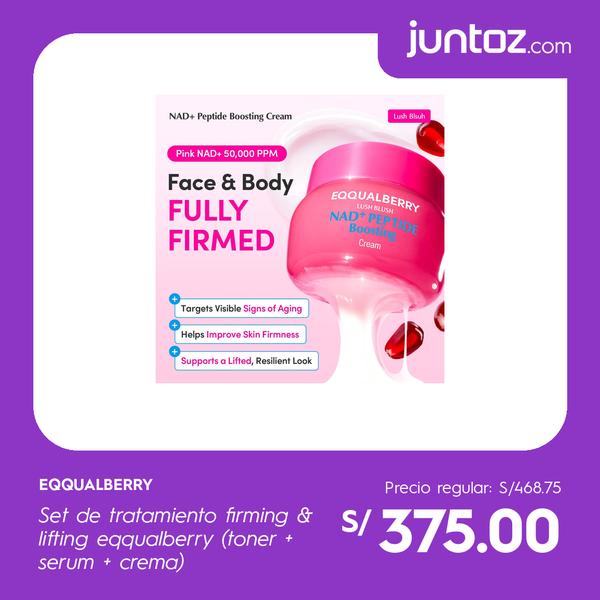 juntoz.com
NAD+ Peptide Boosting Cream
Lush Blsuh
Pink NAD+ 50,000 PPM
Face & Body
FULLY
FIRMED
EQQUALBERRY
LUSH BLUSH
NAD+ PEPTIDE
Boosting
Cream
Targets Visible Signs of Aging
Helps Improve Skin Firmness
Supports a Lifted, Resilient Look
EQQUALBERRY
Set de tratamiento firming &
lifting eqqualberry (toner +
serum + crema)
Precio regular: S/468.75
S/ 375.00